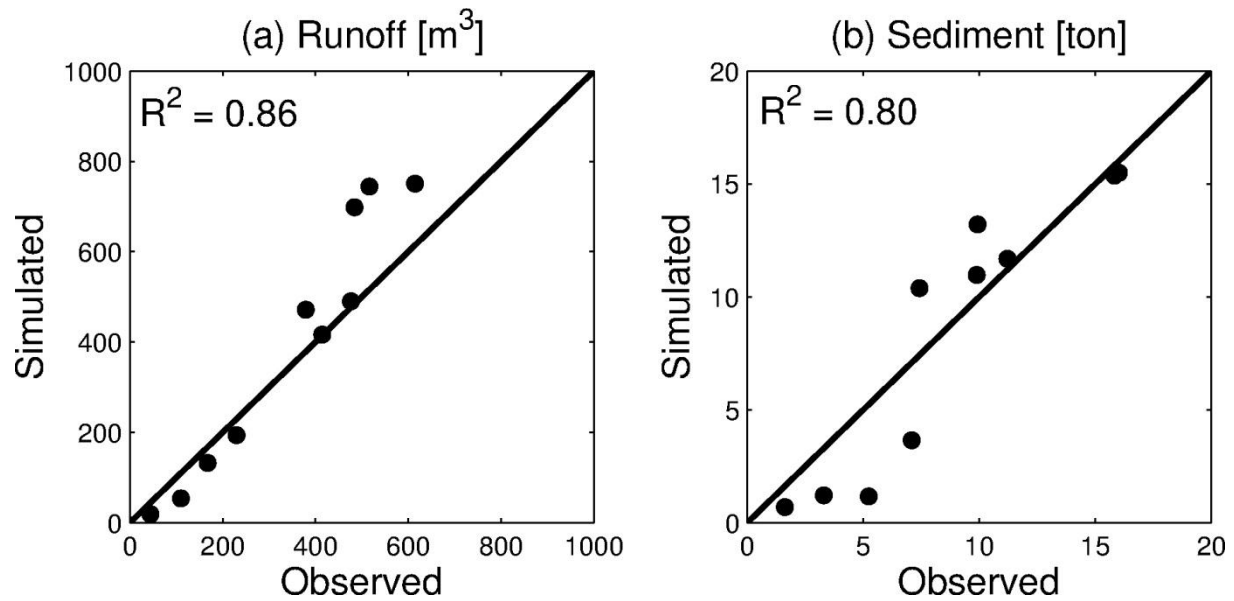 (a) Runoff [m³]
R² = 0.86
1000
800
600
400
200
0
Simulated
0 200 400 600 800 1000
Observed
(b) Sediment [ton]
R² = 0.80
20
15
10
5
0
Simulated
0 5 10 15 20
Observed